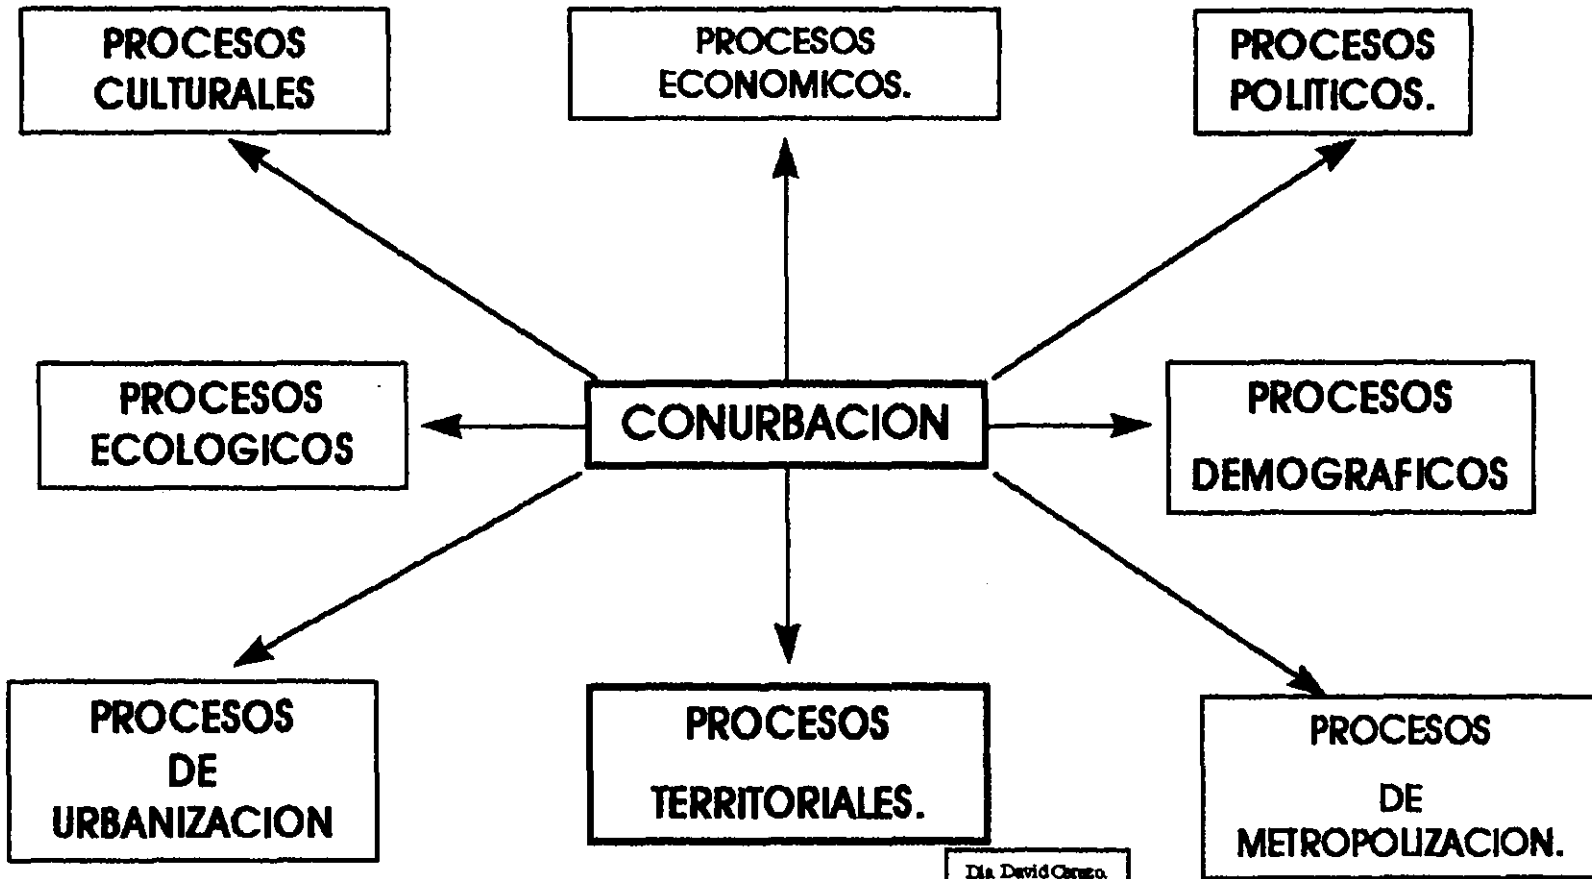 PROCESOS
CULTURALES
PROCESOS
ECONOMICOS.
PROCESOS
POLITICOS.
PROCESOS
ECOLOGICOS
CONURBACION
PROCESOS
DEMOGRAFICOS
PROCESOS
DE
URBANIZACION
PROCESOS
TERRITORIALES.
PROCESOS
DE
METROPOLIZACION.
David